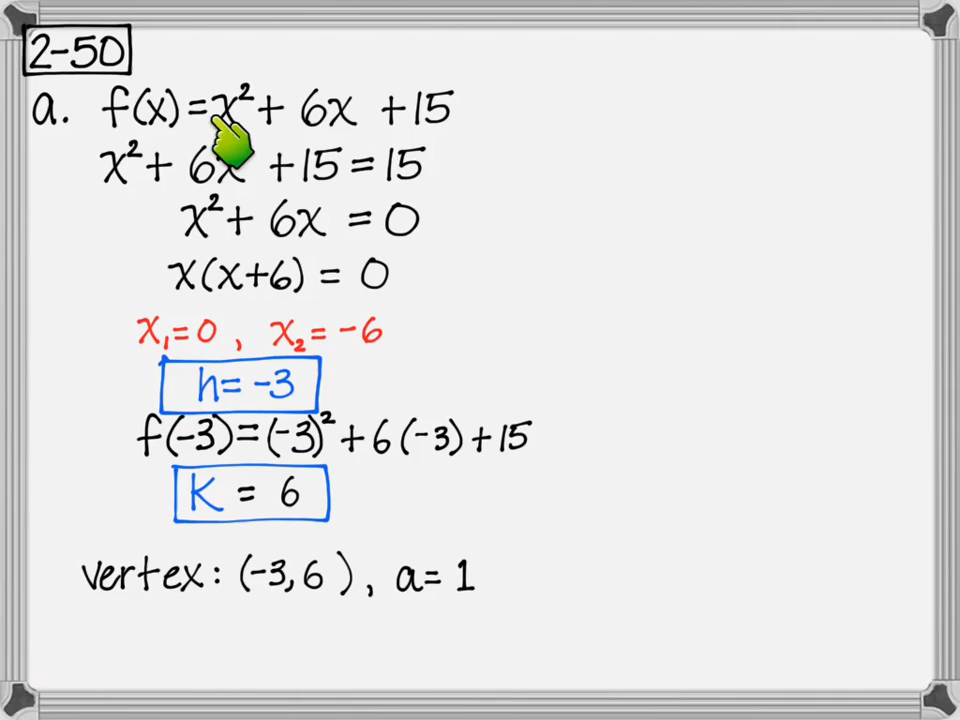 2-50
a. f(x) = x² + 6x + 15
x² + 6x + 15 = 15
x² + 6x = 0
x(x+6) = 0
x₁ = 0 , x₂ = -6
h = -3
f(-3) = (-3)² + 6(-3) + 15
K = 6
vertex: (-3, 6 ), a = 1